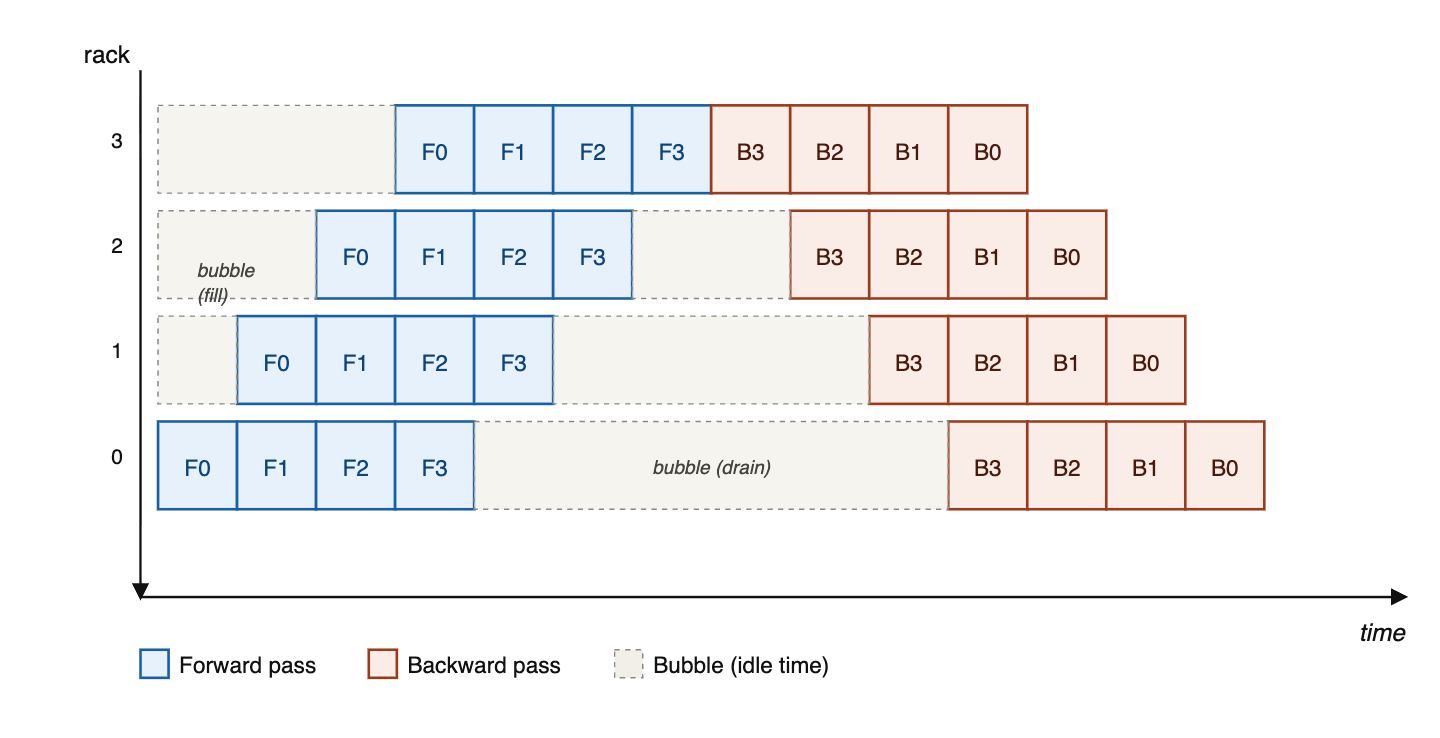 rack
3 F0 F1 F2 F3 B3 B2 B1 B0
2 bubble
(fill) F0 F1 F2 F3 B3 B2 B1 B0
1 F0 F1 F2 F3 B3 B2 B1 B0
0 F0 F1 F2 F3 bubble (drain) B3 B2 B1 B0
time
Forward pass Backward pass Bubble (idle time)